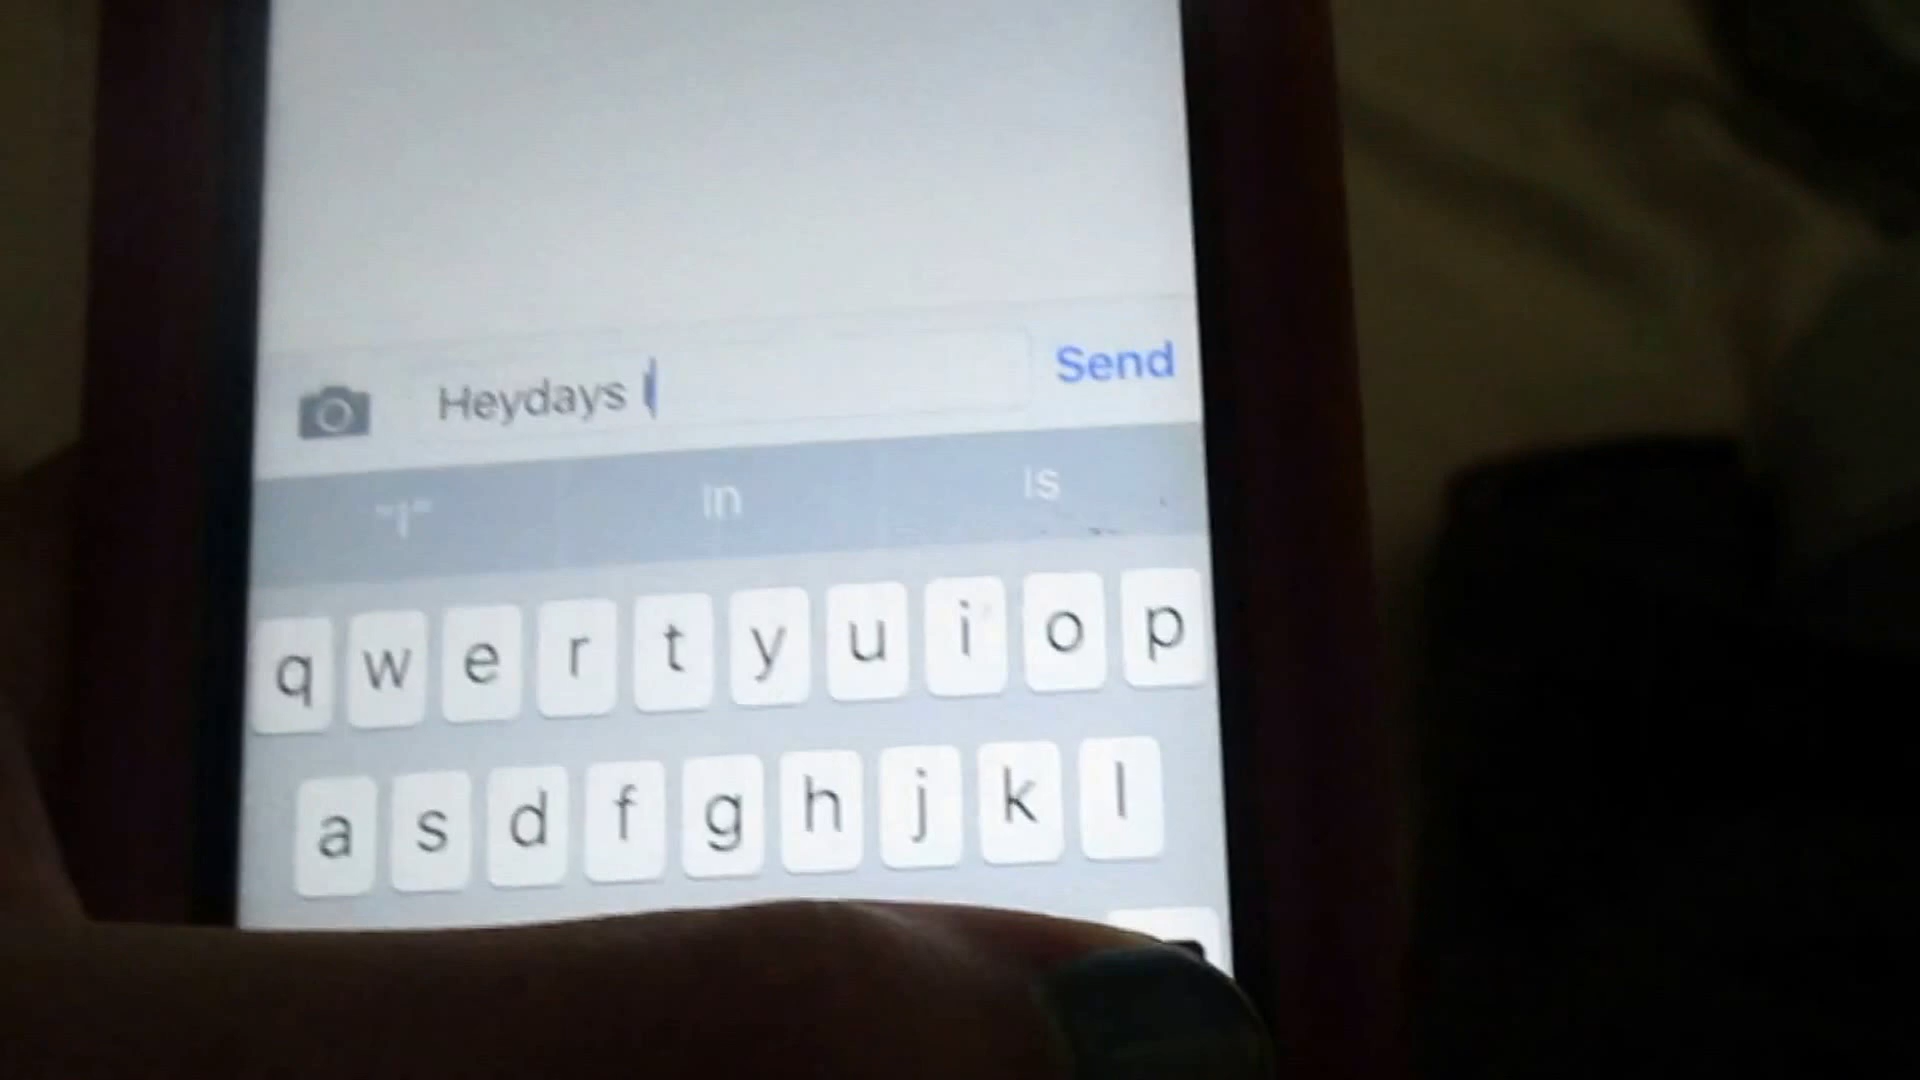 Heydays I
Send
"I" in is
q w e r t y u i o p
a s d f g h j k l